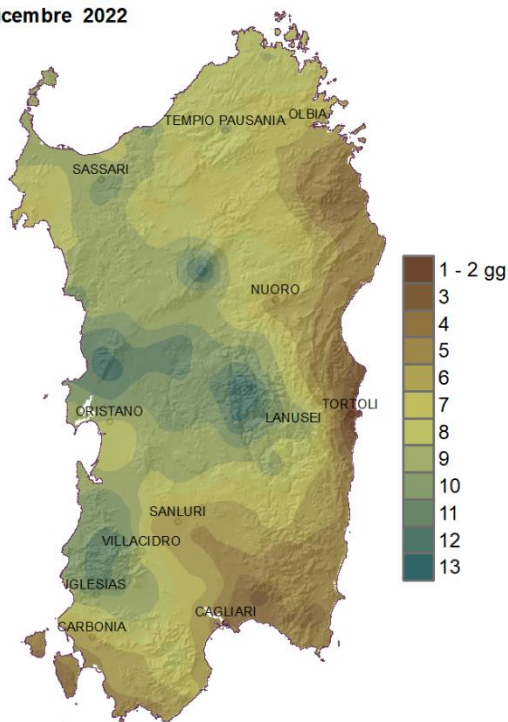 icembre 2022
TEMPIO PAUSANIA
OLBIA
SASSARI
NUORO
ORISTANO
TORTOLI
LANUSEI
SANLURI
VILLACIDRO
IGLESIAS
CAGLIARI
CARBONIA
1 - 2 gg
3
4
5
6
7
8
9
10
11
12
13